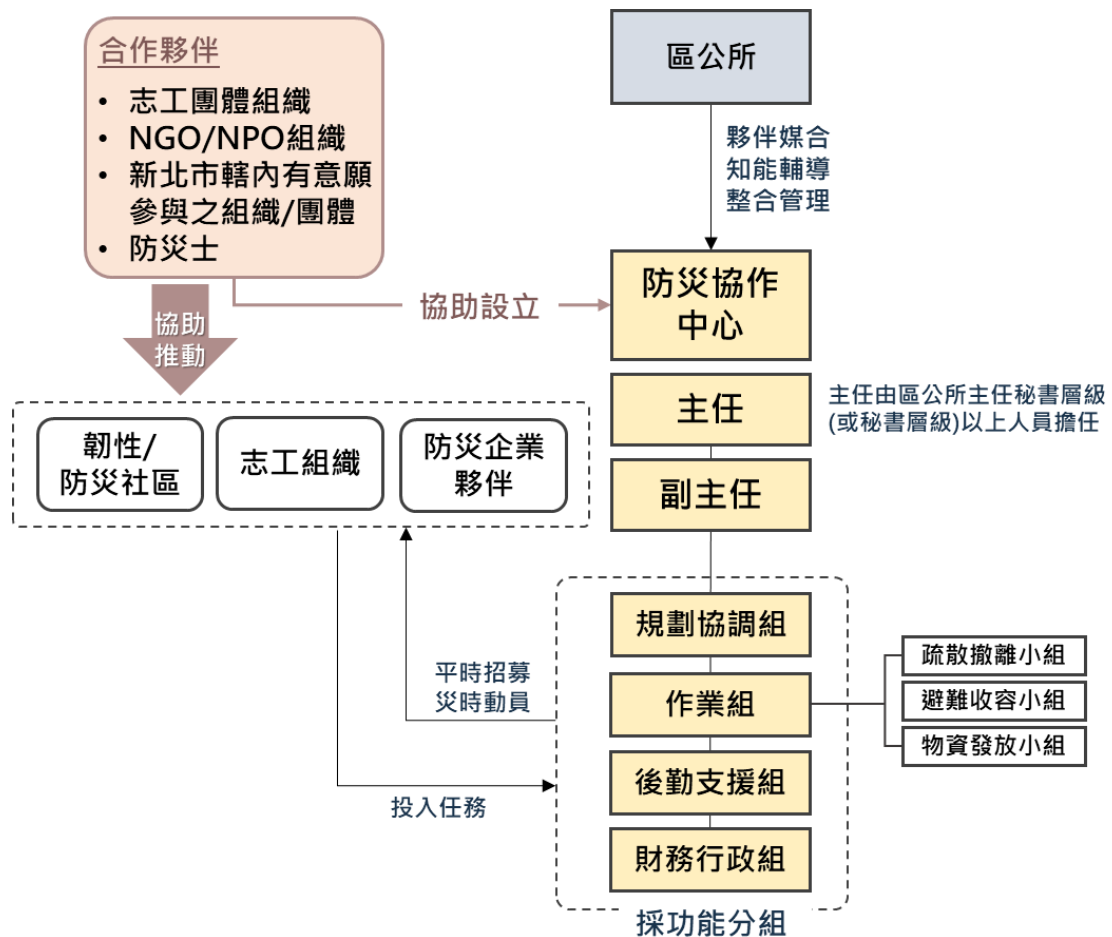 合作夥伴
• 志工團體組織
• NGO/NPO組織
• 新北市轄內有意願
參與之組織/團體
• 防災士
區公所
夥伴媒合
知能輔導
整合管理
協助設立
協助
推動
防災協作
中心
主任
主任由區公所主任秘書層級
(或秘書層級)以上人員擔任
副主任
韌性/
防災社區
志工組織
防災企業
夥伴
平時招募
災時動員
投入任務
規劃協調組
作業組
後勤支援組
財務行政組
疏散撤離小組
避難收容小組
物資發放小組
採功能分組